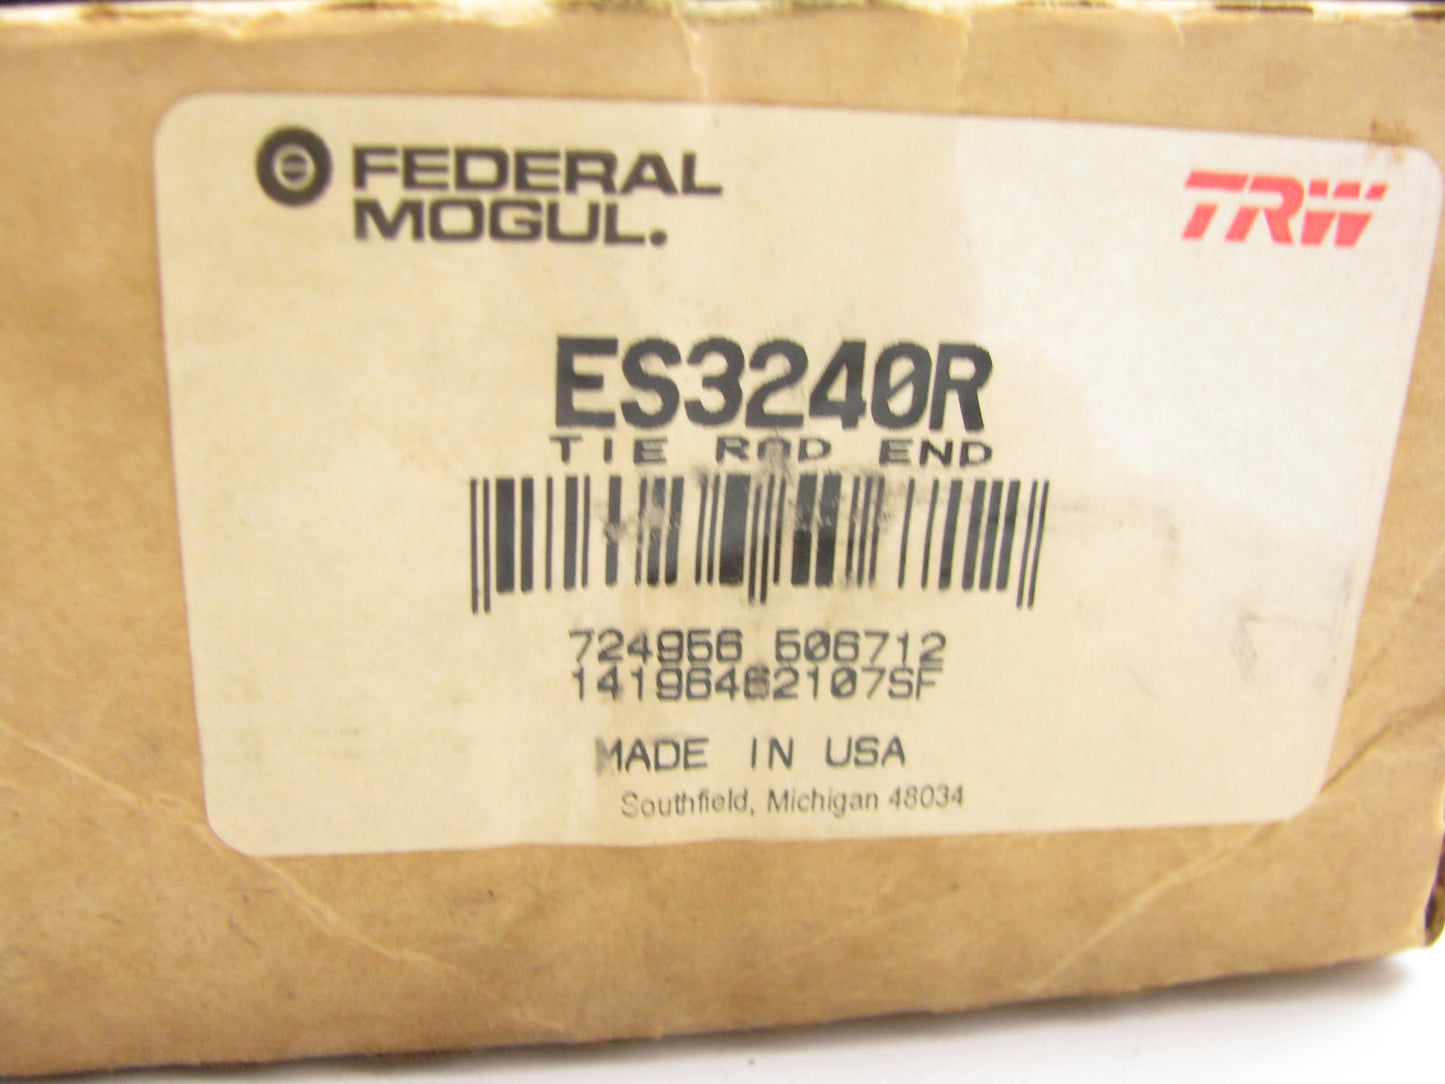 FEDERAL
MOGUL.
TRW
ES3240R
TIE ROD END
724956 506712
14196462107SF
MADE IN USA
Southfield, Michigan 48034